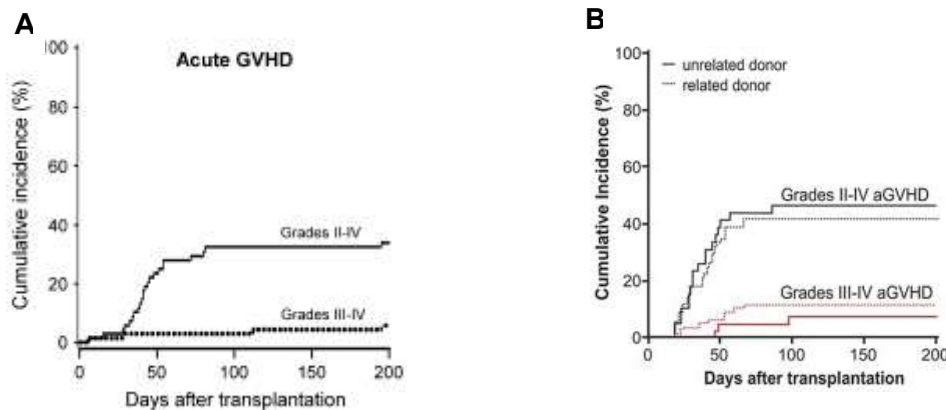 A
Acute GVHD
Cumulative incidence (%)
100
80
60
40
20
0
Grades II-IV
Grades III-IV
0 50 100 150 200
Days after transplantation
B
unrelated donor
related donor
Cumulative Incidence (%)
100
80
60
40
20
0
Grades II-IV aGVHD
Grades III-IV aGVHD
0 50 100 150 200
Days after transplantation